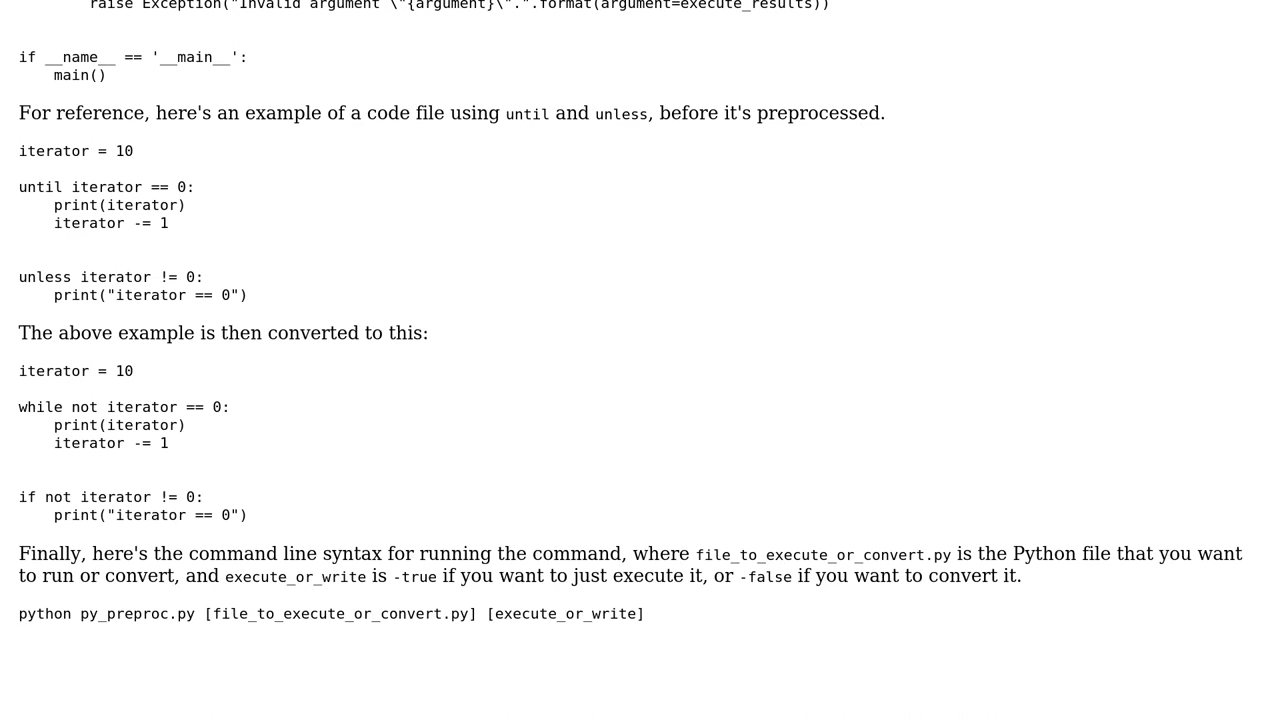 raise Exception("Invalid argument \"{argument}\".".format(argument=execute_results))
if __name__ == '__main__':
    main()
For reference, here's an example of a code file using until and unless, before it's preprocessed.
iterator = 10
until iterator == 0:
    print(iterator)
    iterator -= 1
unless iterator != 0:
    print("iterator == 0")
The above example is then converted to this:
iterator = 10
while not iterator == 0:
    print(iterator)
    iterator -= 1
if not iterator != 0:
    print("iterator == 0")
Finally, here's the command line syntax for running the command, where file_to_execute_or_convert.py is the Python file that you want
to run or convert, and execute_or_write is -true if you want to just execute it, or -false if you want to convert it.
python py_preproc.py [file_to_execute_or_convert.py] [execute_or_write]